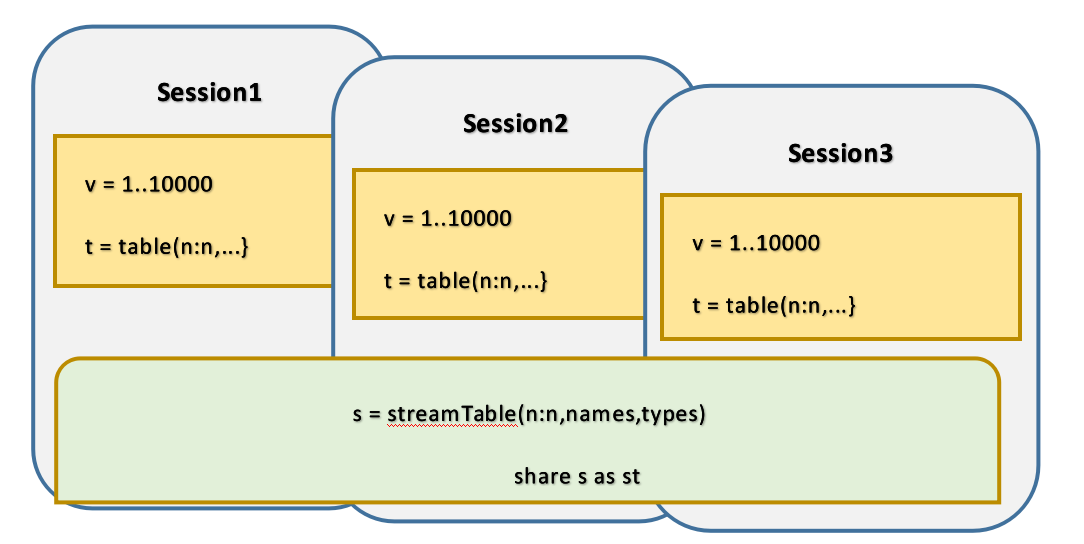 Session1
v = 1..10000
t = table(n:n,...}
Session2
v = 1..10000
t = table(n:n,...}
Session3
v = 1..10000
t = table(n:n,...}
s = streamTable(n:n,names,types)
share s as st